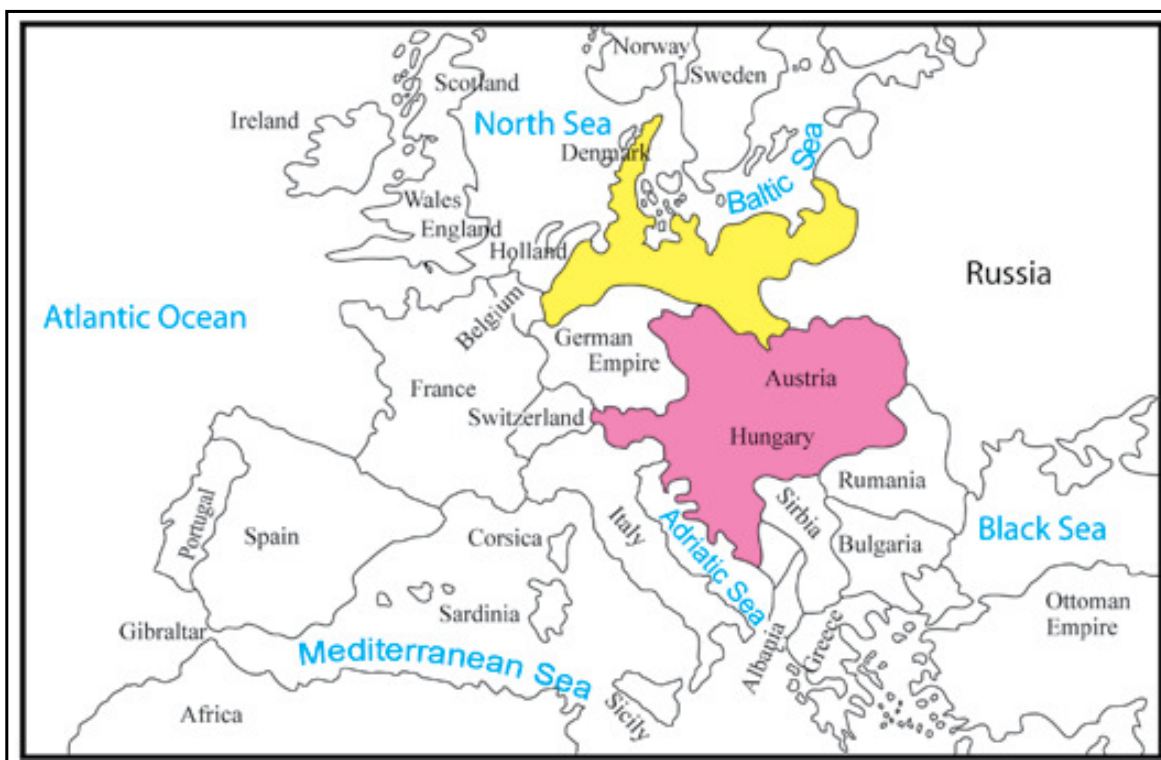 Norway
Sweden
Scotland
Ireland
North Sea
Denmark
Baltic Sea
Wales
England
Holland
Russia
Atlantic Ocean
Belgium
German
Empire
Austria
France
Switzerland
Hungary
Rumania
Portugal
Spain
Corsica
Italy
Adriatic Sea
Sirbia
Bulgaria
Black Sea
Sardinia
Ottoman
Empire
Gibraltar
Mediterranean Sea
Albania
Greece
Africa
Sicily